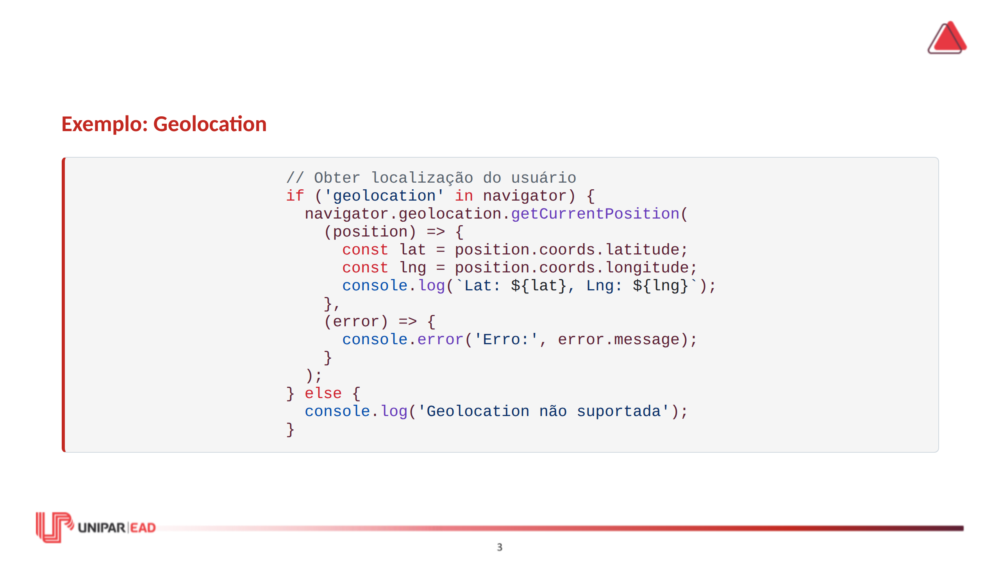 Exemplo: Geolocation
// Obter localização do usuário
if ('geolocation' in navigator) {
  navigator.geolocation.getCurrentPosition(
    (position) => {
      const lat = position.coords.latitude;
      const lng = position.coords.longitude;
      console.log(`Lat: ${lat}, Lng: ${lng}`);
    },
    (error) => {
      console.error('Erro:', error.message);
    }
  );
} else {
  console.log('Geolocation não suportada');
}
UNIPAR|EAD
3